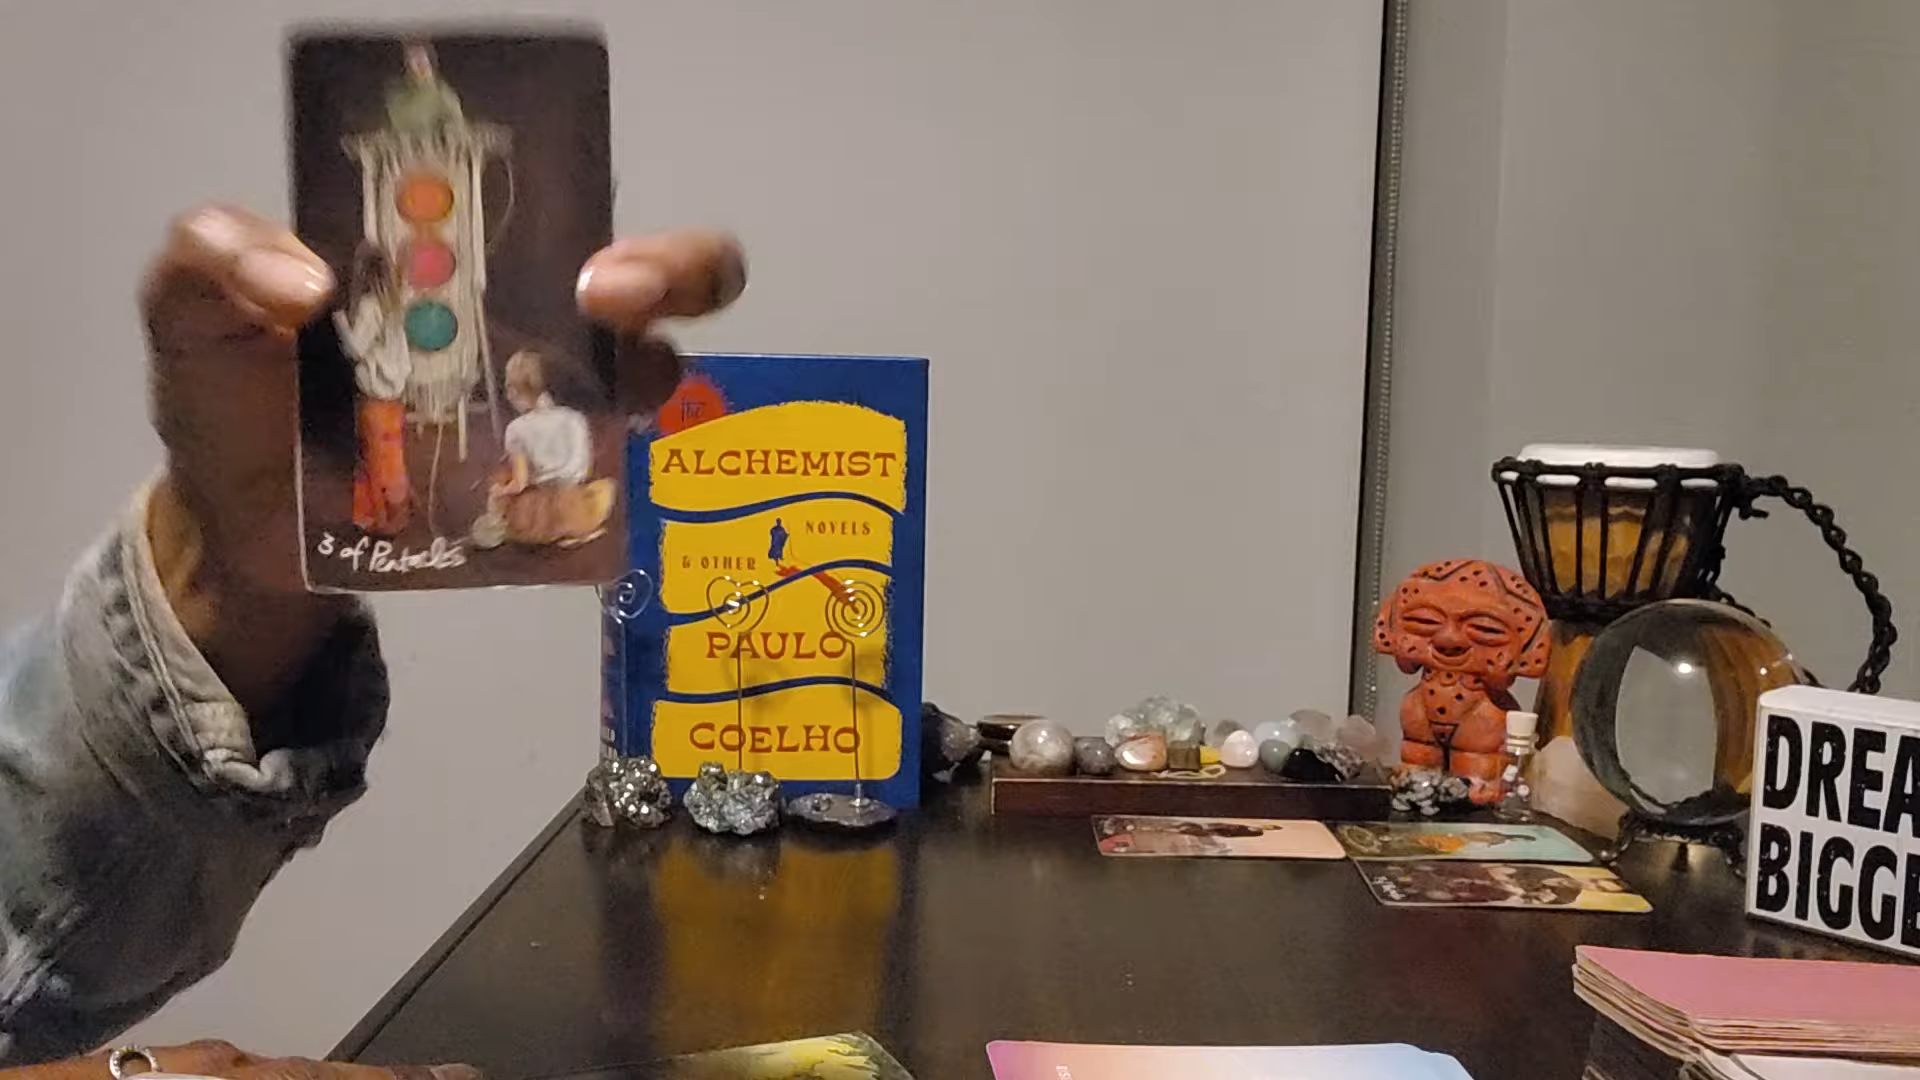 3 of Pentacles
the
ALCHEMIST
NOVELS
& OTHER
PAULO
COELHO
DREA
BIGGE